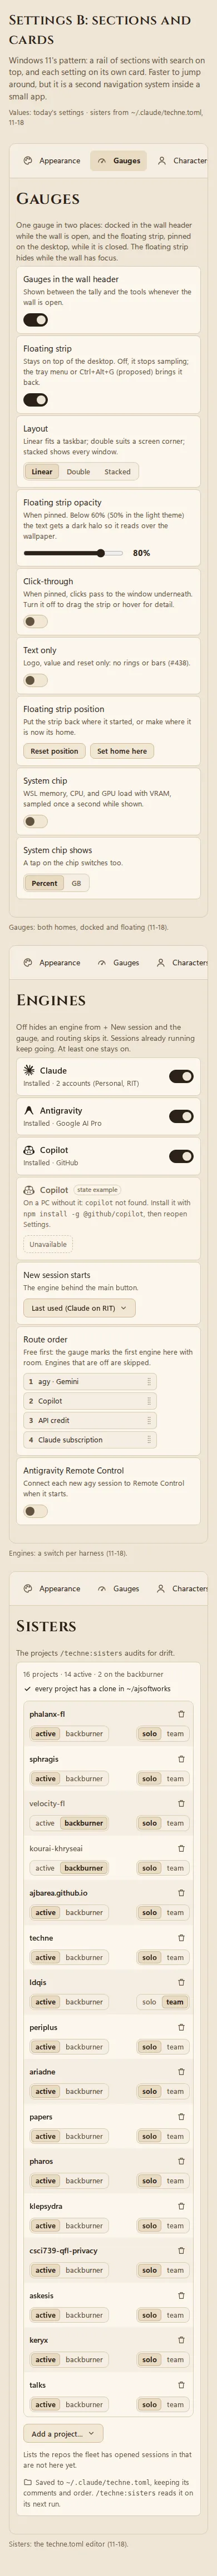 Settings B: sections and
cards
Windows 11's pattern: a rail of sections with search on
top, and each setting on its own card. Faster to jump
around, but it is a second navigation system inside a
small app.
Values: today's settings · sisters from ~/.claude/techne.toml,
11-18
Appearance
Gauges
Character
Gauges
One gauge in two places: docked in the wall header
while the wall is open, and the floating strip, pinned
on the desktop, while it is closed. The floating strip
hides while the wall has focus.
Gauges in the wall header
Shown between the tally and the tools whenever the
wall is open.
Floating strip
Stays on top of the desktop. Off, it stops sampling;
the tray menu or Ctrl+Alt+G (proposed) brings it
back.
Layout
Linear fits a taskbar; double suits a screen corner;
stacked shows every window.
Linear Double Stacked
Floating strip opacity
When pinned. Below 60% (50% in the light theme)
the text gets a dark halo so it reads over the
wallpaper.
80%
Click-through
When pinned, clicks pass to the window underneath.
Turn it off to drag the strip or hover for detail.
Text only
Logo, value and reset only: no rings or bars (#438).
Floating strip position
Put the strip back where it started, or make where it
is now its home.
Reset position Set home here
System chip
WSL memory, CPU, and GPU load with VRAM,
sampled once a second while shown.
System chip shows
A tap on the chip switches too.
Percent GB
Gauges: both homes, docked and floating (11-18).
Appearance
Gauges
Characters
Engines
Off hides an engine from + New session and the
gauge, and routing skips it. Sessions already running
keep going. At least one stays on.
Claude
Installed · 2 accounts (Personal, RIT)
Antigravity
Installed · Google AI Pro
Copilot
Installed · GitHub
Copilot state example
On a PC without it: copilot not found. Install it with
npm install -g @github/copilot, then reopen
Settings.
Unavailable
New session starts
The engine behind the main button.
Last used (Claude on RIT)
Route order
Free first: the gauge marks the first engine here with
room. Engines that are off are skipped.
1 agy · Gemini
2 Copilot
3 API credit
4 Claude subscription
Antigravity Remote Control
Connect each new agy session to Remote Control
when it starts.
Engines: a switch per harness (11-18).
Appearance
Gauges
Characters
Sisters
The projects /techne:sisters audits for drift.
16 projects · 14 active · 2 on the backburner
every project has a clone in ~/ajsoftworks
phalanx-fl
active backburner solo team
sphragis
active backburner solo team
velocity-fl
active backburner solo team
kourai-khryseai
active backburner solo team
ajbarea.github.io
active backburner solo team
techne
active backburner solo team
ldqis
active backburner solo team
periplus
active backburner solo team
ariadne
active backburner solo team
papers
active backburner solo team
pharos
active backburner solo team
klepsydra
active backburner solo team
csci739-qfl-privacy
active backburner solo team
askesis
active backburner solo team
keryx
active backburner solo team
talks
active backburner solo team
Add a project...
Lists the repos the fleet has opened sessions in that
are not here yet.
Saved to ~/.claude/techne.toml, keeping its
comments and order. /techne:sisters reads it on
its next run.
Sisters: the techne.toml editor (11-18).